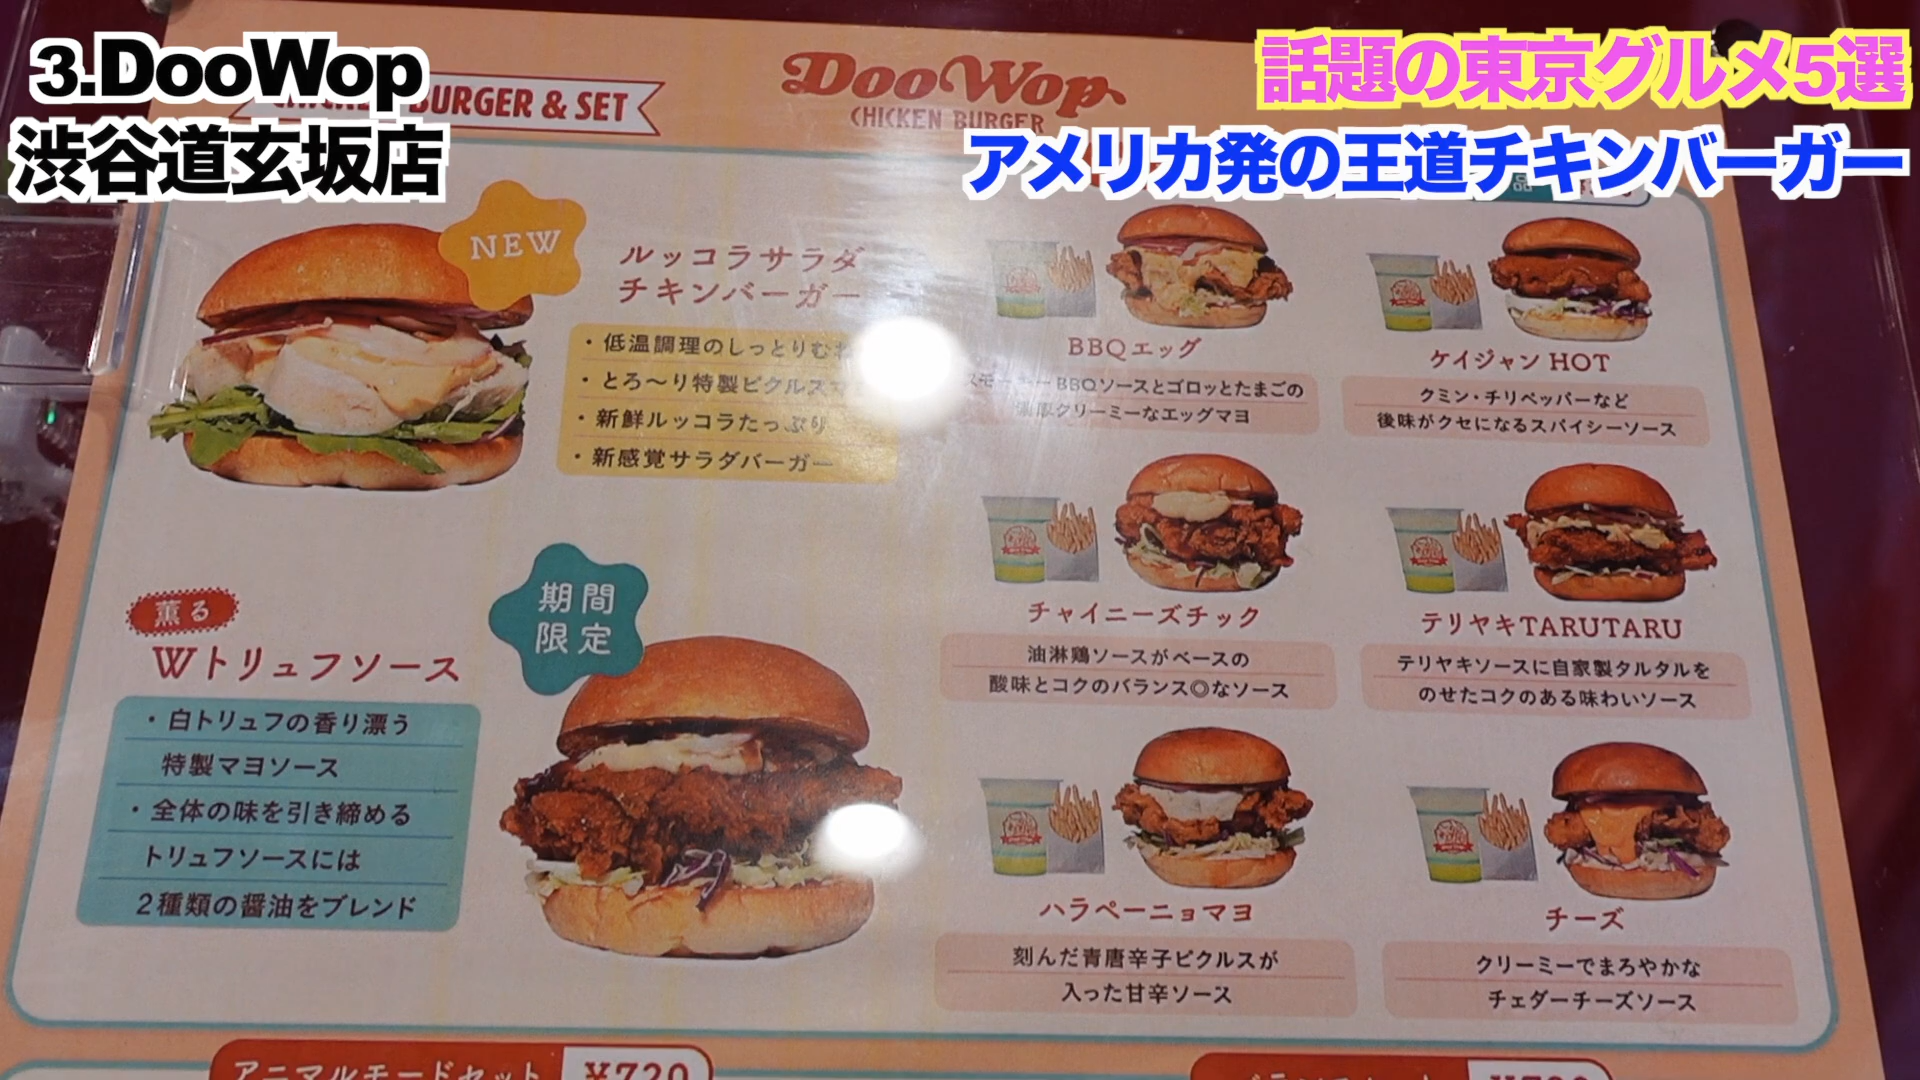 3.DooWop
渋谷道玄坂店
話題の東京グルメ5選
アメリカ発の王道チキンバーガー
BURGER & SET
DooWop
CHICKEN BURGER
NEW
ルッコラサラダ
チキンバーガー
・低温調理のしっとりむ
・とろ〜り特製ピクルスマ
・新鮮ルッコラたっぷり
・新感覚サラダバーガー
薫る
Wトリュフソース
・白トリュフの香り漂う
特製マヨソース
・全体の味を引き締める
トリュフソースには
2種類の醤油をブレンド
期間
限定
BBQエッグ
BBQソースとゴロッとたまごの
濃厚クリーミーなエッグマヨ
ケイジャン HOT
クミン・チリペッパーなど
後味がクセになるスパイシーソース
チャイニーズチック
油淋鶏ソースがベースの
酸味とコクのバランス◎なソース
テリヤキTARUTARU
テリヤキソースに自家製タルタルを
のせたコクのある味わいソース
ハラペーニョマヨ
刻んだ青唐辛子ピクルスが
入った甘辛ソース
チーズ
クリーミーでまろやかな
チェダーチーズソース
アニマルモードセット ¥720